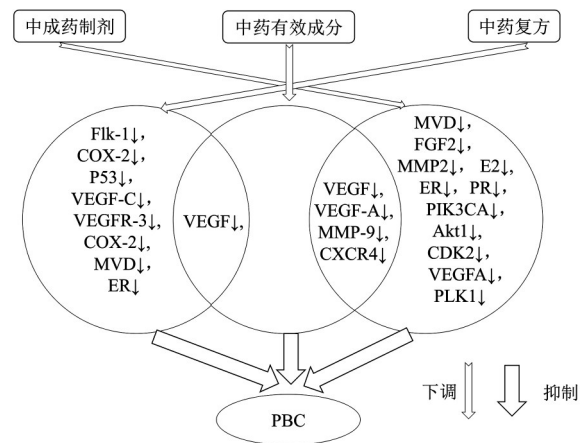 中成药制剂
中药有效成分
中药复方
Flk-1↓,
COX-2↓,
P53↓,
VEGF-C↓,
VEGFR-3↓,
COX-2↓,
MVD↓,
ER↓
VEGF↓,
VEGF↓,
VEGF-A↓,
MMP-9↓,
CXCR4↓
MVD↓,
FGF2↓,
MMP2↓, E2↓,
ER↓, PR↓,
PIK3CA↓,
Akt1↓,
CDK2↓,
VEGFA↓,
PLK1↓
PBC
下调
抑制